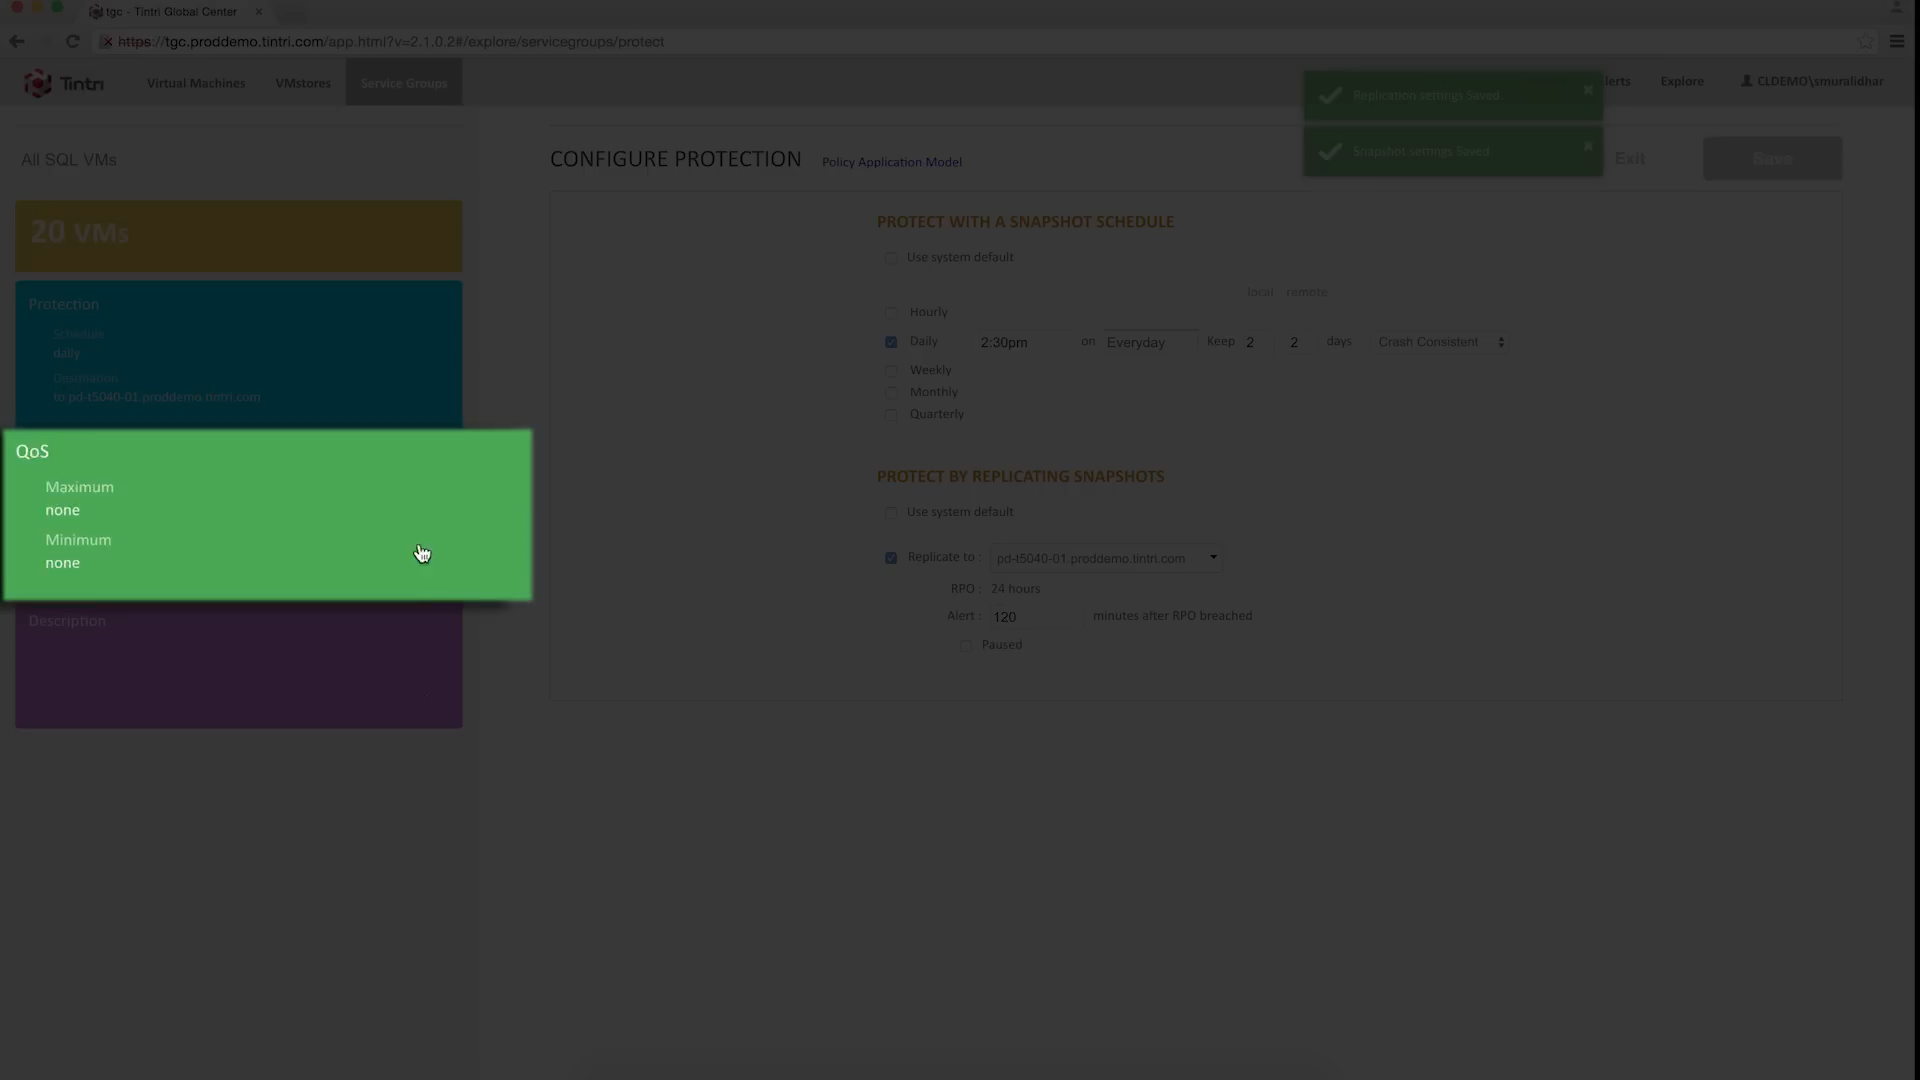 tgc - Tintri Global Center
https://tgc.proddemo.tintri.com/app.html?v=2.1.0.2#/explore/servicegroups/protect
Tintri
Virtual Machines
VMstores
Service Groups
lerts
Explore
CLDEMO\smuralidhar
Replication settings Saved.
Snapshot settings Saved.
All SQL VMs
CONFIGURE PROTECTION
Policy Application Model
Exit
Save
20 VMs
Protection
Schedule
daily
Destination
to pd-t5040-01.proddemo.tintri.com
QoS
Maximum
none
Minimum
none
Description
PROTECT WITH A SNAPSHOT SCHEDULE
Use system default
local remote
Hourly
Daily 2:30pm on Everyday Keep 2 2 days Crash Consistent
Weekly
Monthly
Quarterly
PROTECT BY REPLICATING SNAPSHOTS
Use system default
Replicate to : pd-t5040-01.proddemo.tintri.com
RPO : 24 hours
Alert : 120 minutes after RPO breached
Paused